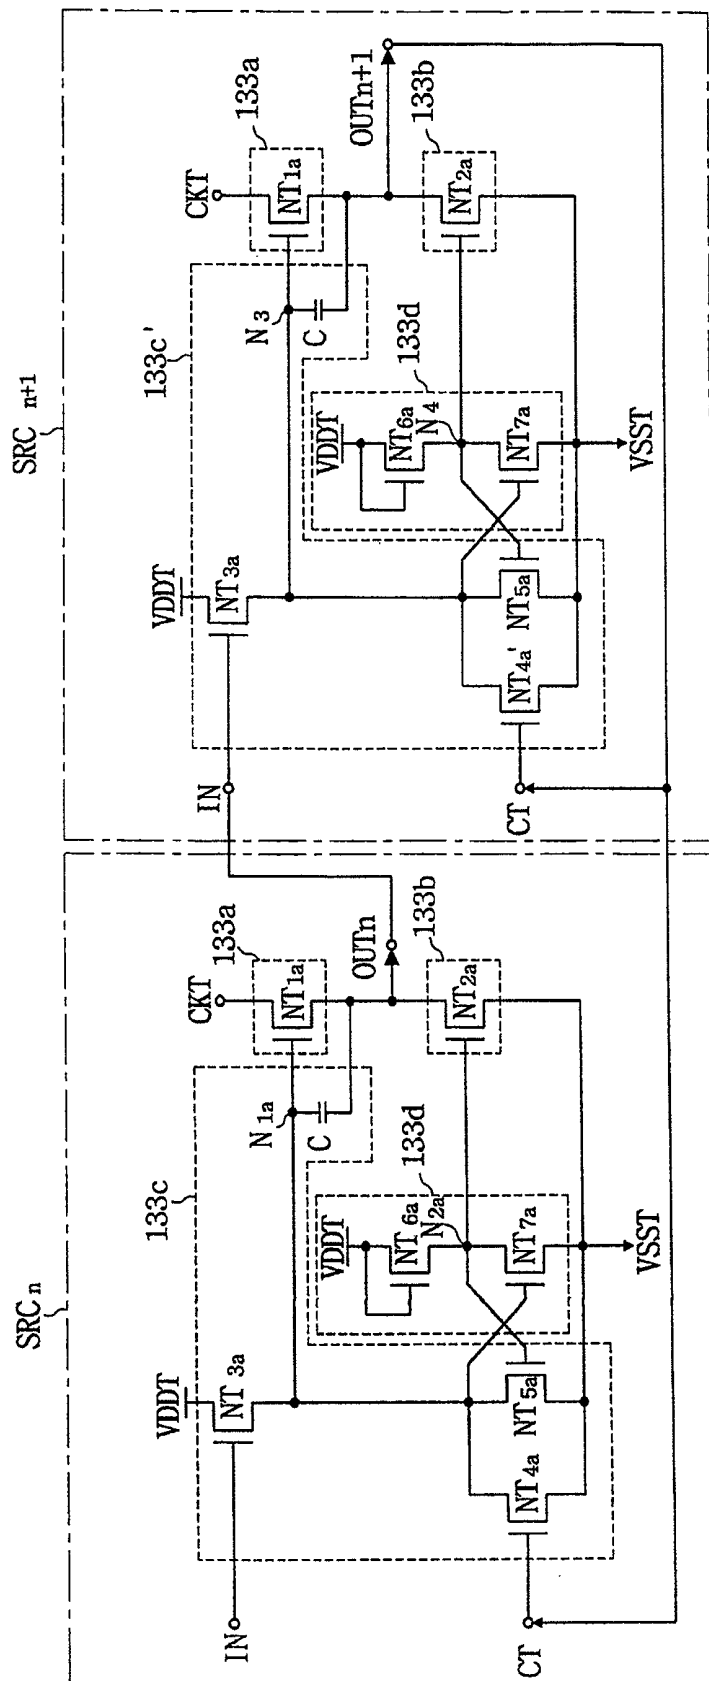 SRC n
SRC n+1
133c
133a
VDDT
CKT
NT3a
N1a
NT1a
C
OUTn
133d
133b
VDDT
NT6a
N2a
NT2a
NT7a
NT5a
NT4a
IN
CT
VSST
133c'
133a
VDDT
CKT
NT3a
N3
NT1a
C
OUTn+1
133d
133b
VDDT
NT6a
N4
NT2a
NT7a
NT5a
NT4a'
IN
CT
VSST